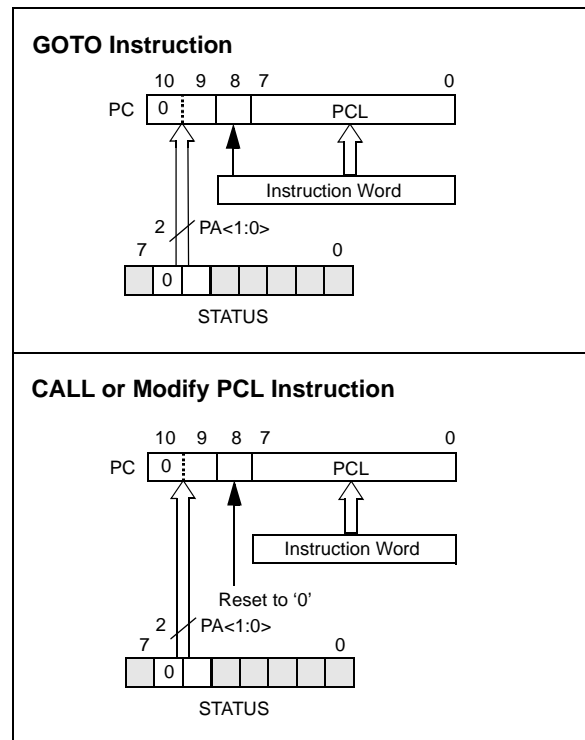 GOTO Instruction
10 9 8 7 0
PC 0 PCL
Instruction Word
2 PA<1:0>
7 0
0
STATUS
CALL or Modify PCL Instruction
10 9 8 7 0
PC 0 PCL
Instruction Word
Reset to ‘0’
2 PA<1:0>
7 0
0
STATUS